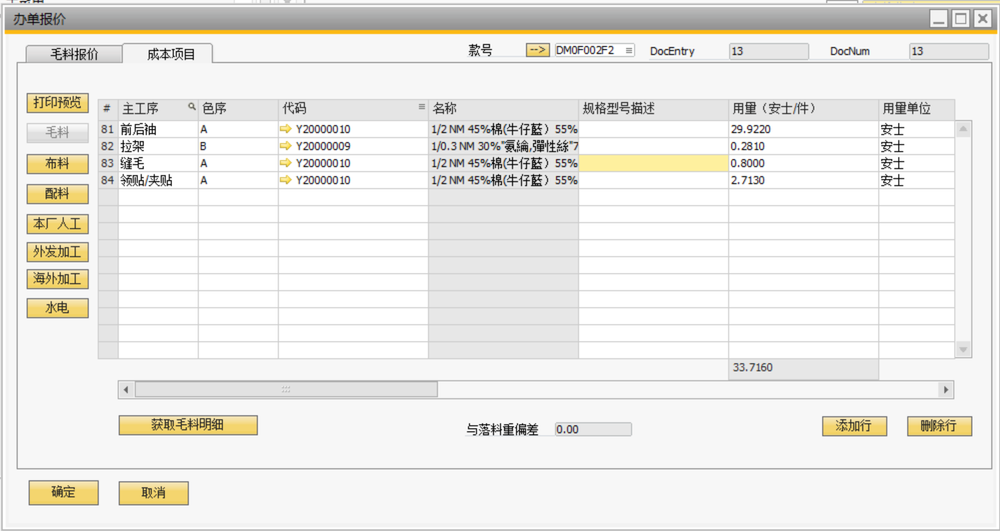 办单报价
毛料报价 成本项目 款号 --> DM0F002F2 DocEntry 13 DocNum 13
打印预览
毛料
布料
配料
本厂人工
外发加工
海外加工
水电
# 主工序 色序 代码 名称 规格型号描述 用量（安士/件） 用量单位
81 前后袖 A Y20000010 1/2 NM 45%棉(牛仔藍）55% 29.9220 安士
82 拉架 B Y20000009 1/0.3 NM 30%"氨綸,彈性絲"7 0.2810 安士
83 缝毛 A Y20000010 1/2 NM 45%棉(牛仔藍）55% 0.8000 安士
84 领贴/夹贴 A Y20000010 1/2 NM 45%棉(牛仔藍）55% 2.7130 安士
33.7160
获取毛料明细 与落料重偏差 0.00 添加行 删除行
确定 取消